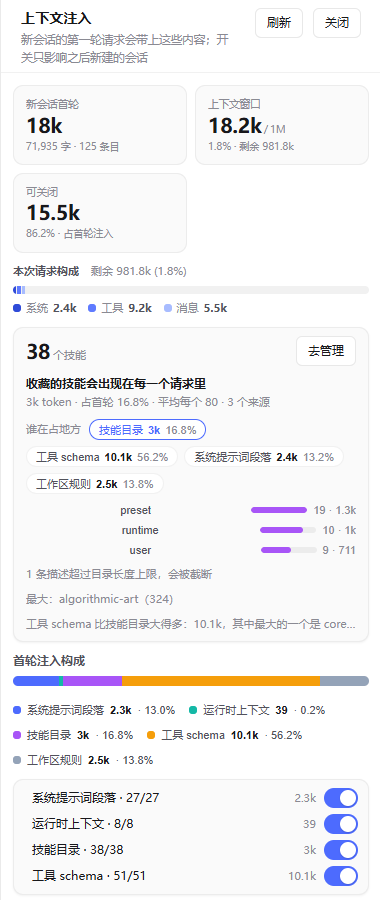 上下文注入
刷新
关闭
新会话的第一轮请求会带上这些内容；开
关只影响之后新建的会话
新会话首轮
18k
71,935 字 · 125 条目
上下文窗口
18.2k / 1M
1.8% · 剩余 981.8k
可关闭
15.5k
86.2% · 占首轮注入
本次请求构成 剩余 981.8k (1.8%)
系统 2.4k 工具 9.2k 消息 5.5k
38 个技能
去管理
收藏的技能会出现在每一个请求里
3k token · 占首轮 16.8% · 平均每个 80 · 3 个来源
谁在占地方 技能目录 3k 16.8%
工具 schema 10.1k 56.2% 系统提示词段落 2.4k 13.2%
工作区规则 2.5k 13.8%
preset 19 · 1.3k
runtime 10 · 1k
user 9 · 711
1 条描述超过目录长度上限，会被截断
最大：algorithmic-art (324)
工具 schema 比技能目录大得多：10.1k，其中最大的一个是 core...
首轮注入构成
系统提示词段落 2.3k · 13.0% 运行时上下文 39 · 0.2%
技能目录 3k · 16.8% 工具 schema 10.1k · 56.2%
工作区规则 2.5k · 13.8%
系统提示词段落 · 27/27 2.3k
运行时上下文 · 8/8 39
技能目录 · 38/38 3k
工具 schema · 51/51 10.1k